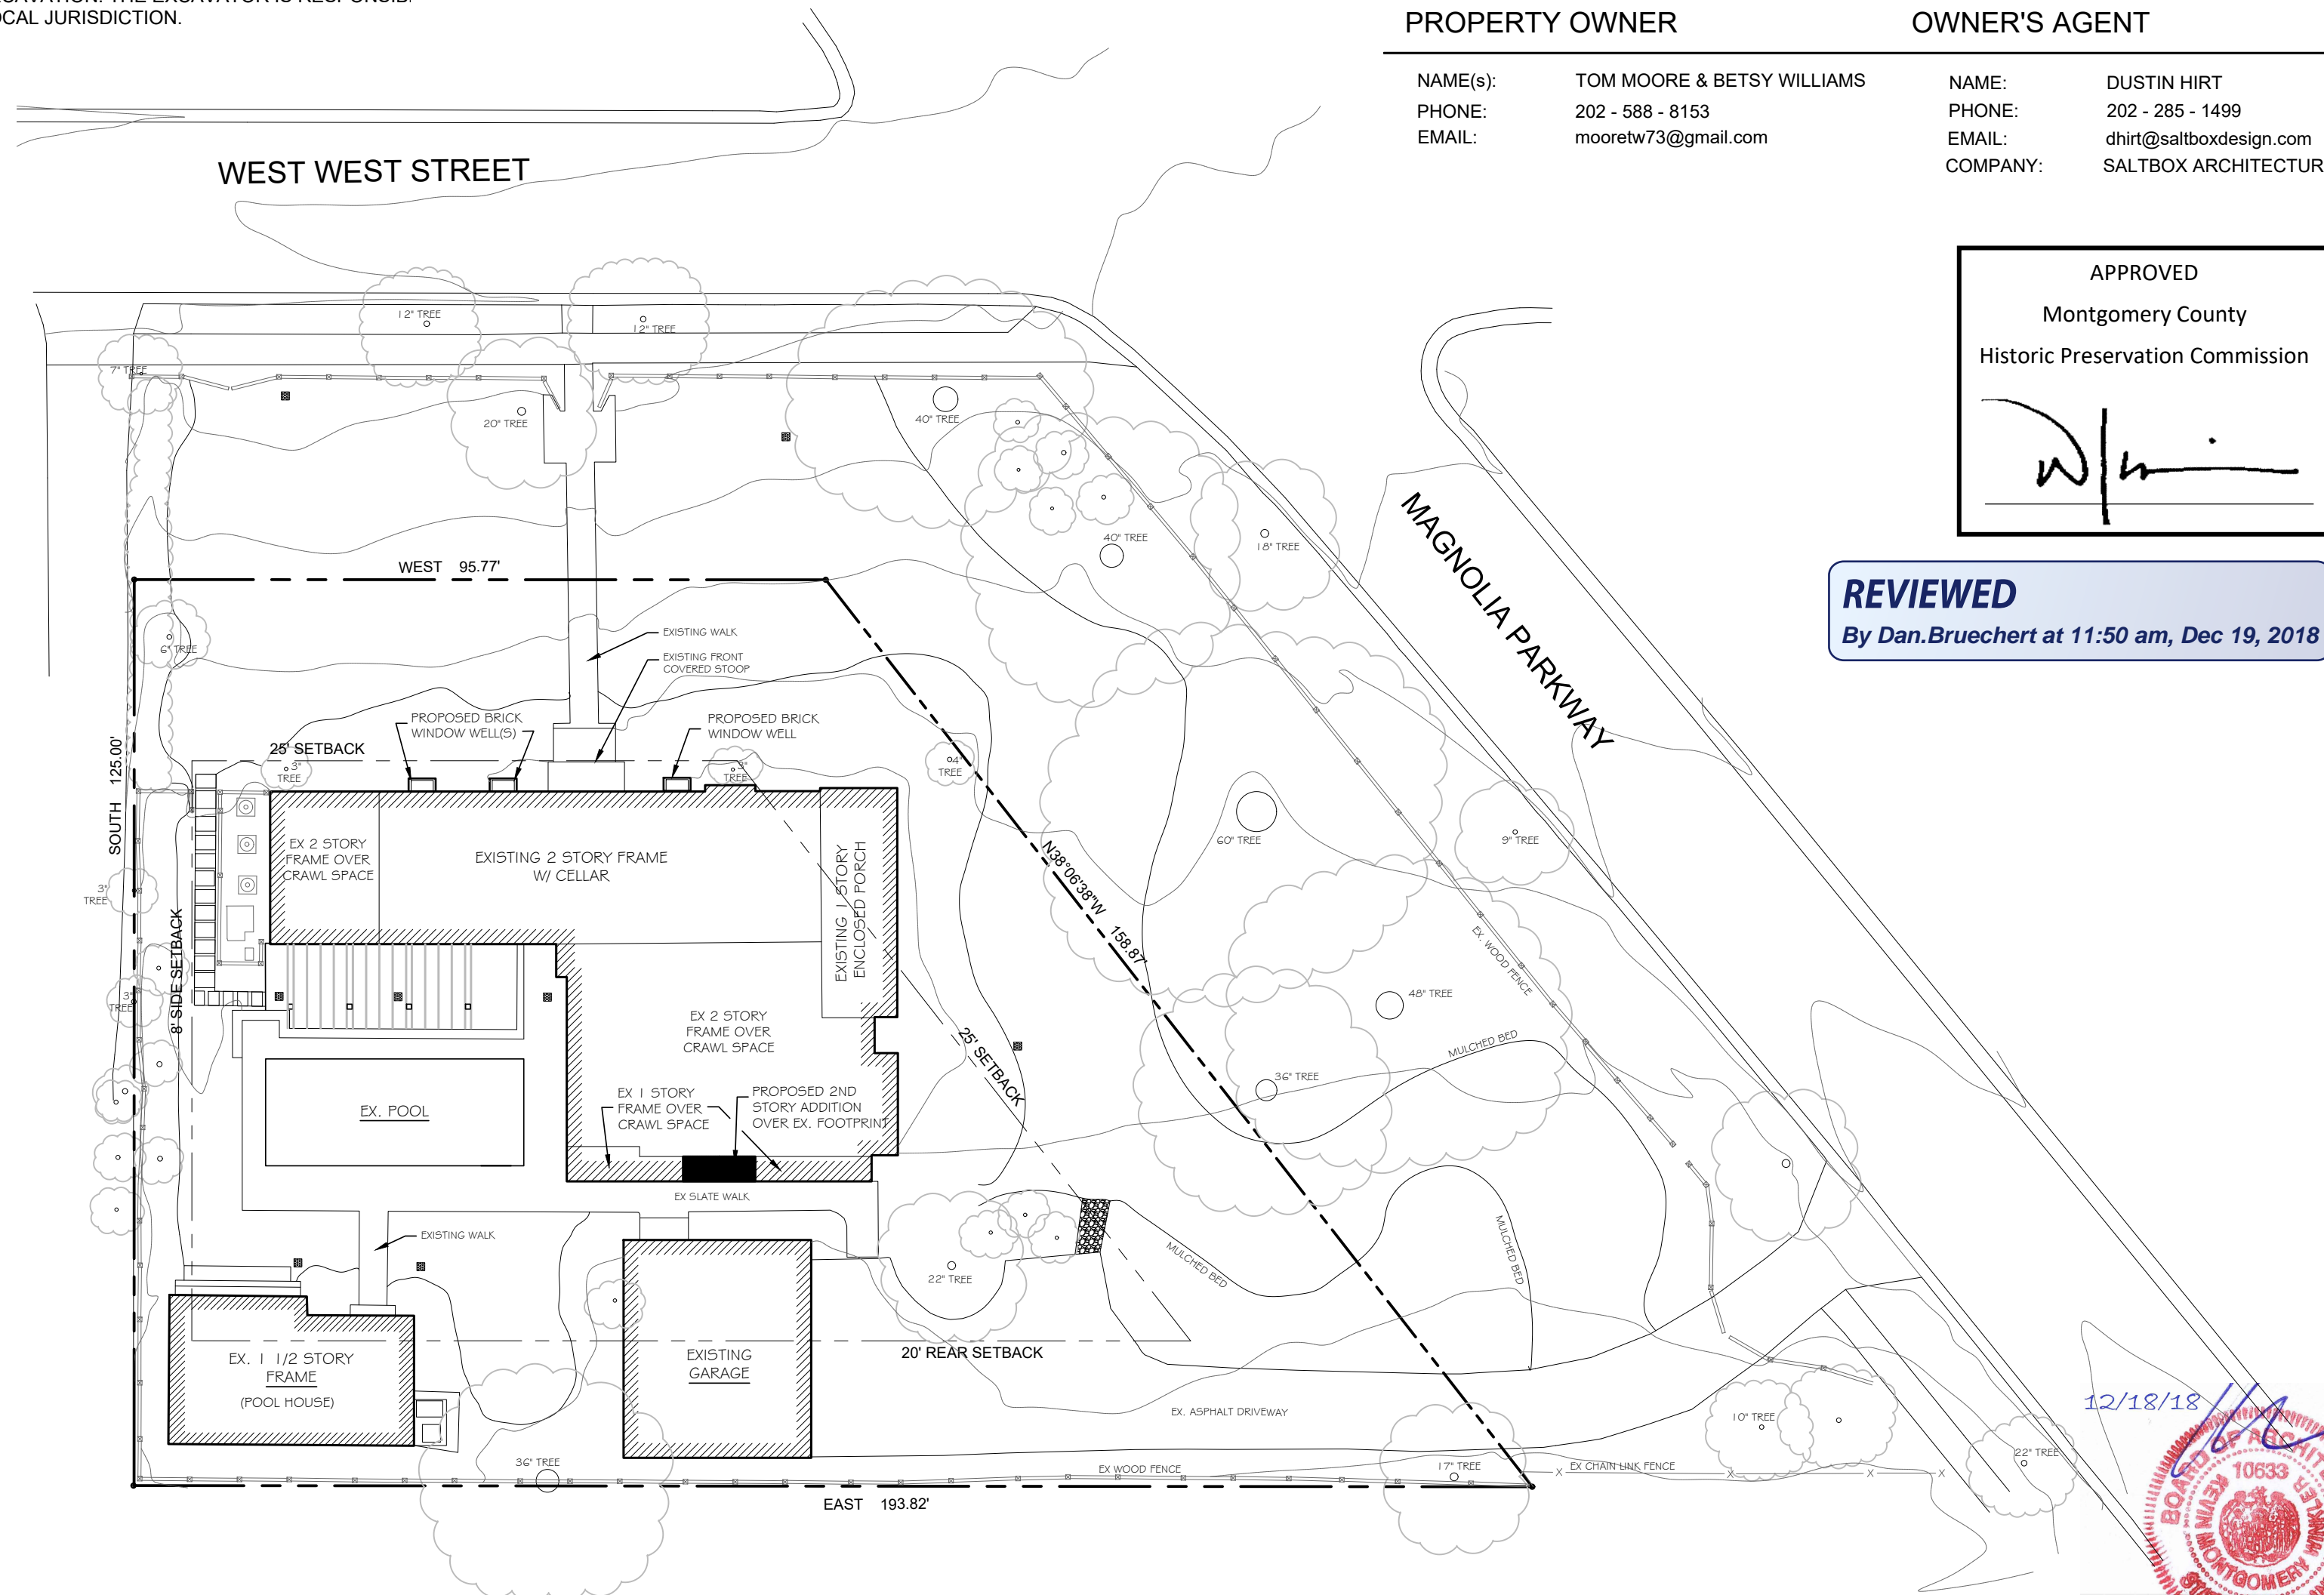 OCAL JURISDICTION.
PROPERTY OWNER
NAME(s): TOM MOORE & BETSY WILLIAMS
PHONE: 202 - 588 - 8153
EMAIL: mooretw73@gmail.com
OWNER'S AGENT
NAME: DUSTIN HIRT
PHONE: 202 - 285 - 1499
EMAIL: dhirt@saltboxdesign.com
COMPANY: SALTBOX ARCHITECTUR
APPROVED
Montgomery County
Historic Preservation Commission
REVIEWED
By Dan.Bruechert at 11:50 am, Dec 19, 2018
WEST WEST STREET
12" TREE
12" TREE
7" TREE
20" TREE
40" TREE
40" TREE
18" TREE
MAGNOLIA PARKWAY
WEST 95.77'
6" TREE
EXISTING WALK
EXISTING FRONT
COVERED STOOP
PROPOSED BRICK
WINDOW WELL(S)
PROPOSED BRICK
WINDOW WELL
25' SETBACK
3"
TREE
3"
TREE
4"
TREE
SOUTH 125.00'
EX 2 STORY
FRAME OVER
CRAWL SPACE
EXISTING 2 STORY FRAME
W/ CELLAR
EXISTING 1 STORY
ENCLOSED PORCH
60" TREE
9" TREE
N38°06'38"W 158.87'
3"
TREE
8' SIDE SETBACK
3"
TREE
EX. WOOD FENCE
48" TREE
EX 2 STORY
FRAME OVER
CRAWL SPACE
25' SETBACK
MULCHED BED
36" TREE
EX. POOL
EX 1 STORY
FRAME OVER
CRAWL SPACE
PROPOSED 2ND
STORY ADDITION
OVER EX. FOOTPRINT
EX SLATE WALK
EXISTING WALK
22" TREE
MULCHED BED
MULCHED BED
EX. 1 1/2 STORY
FRAME
(POOL HOUSE)
EXISTING
GARAGE
20' REAR SETBACK
EX. ASPHALT DRIVEWAY
36" TREE
EX WOOD FENCE
17" TREE
EX CHAIN LINK FENCE
10" TREE
22" TREE
EAST 193.82'
12/18/18
BOARD OF ARCHIT
10633
KEVIN
MONTGOMERY